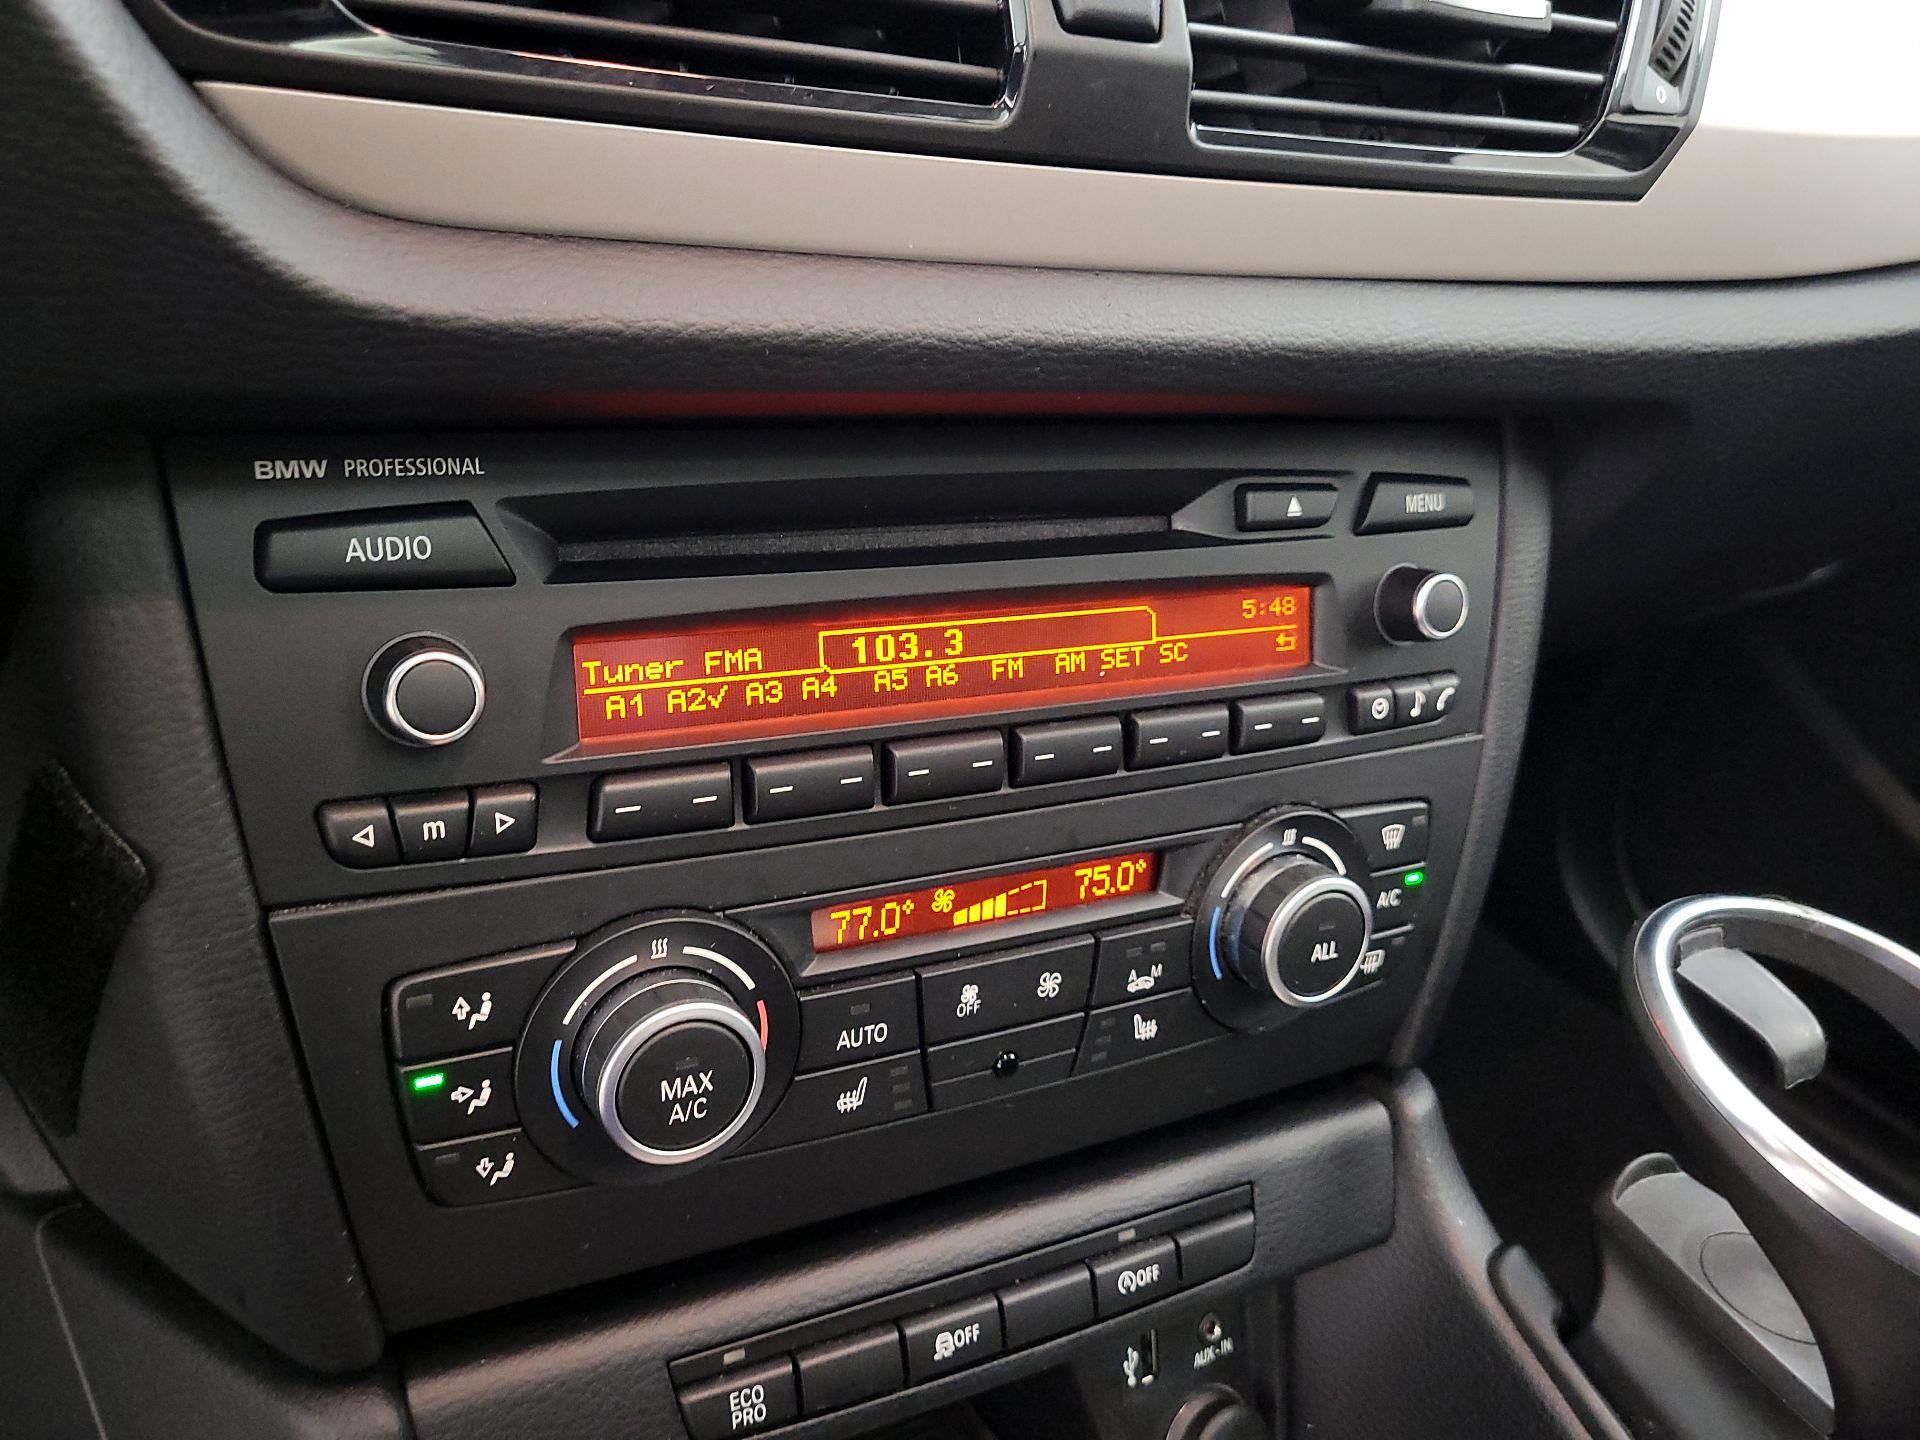 BMW PROFESSIONAL
AUDIO
MENU
5:48
Tuner FMA 103.3
A1 A2✓ A3 A4 A5 A6 FM AM SET SC
m
77.0° 75.0°
A/C
ALL
AUTO
OFF
A M
MAX
A/C
OFF
OFF
ECO
PRO
AUX-IN